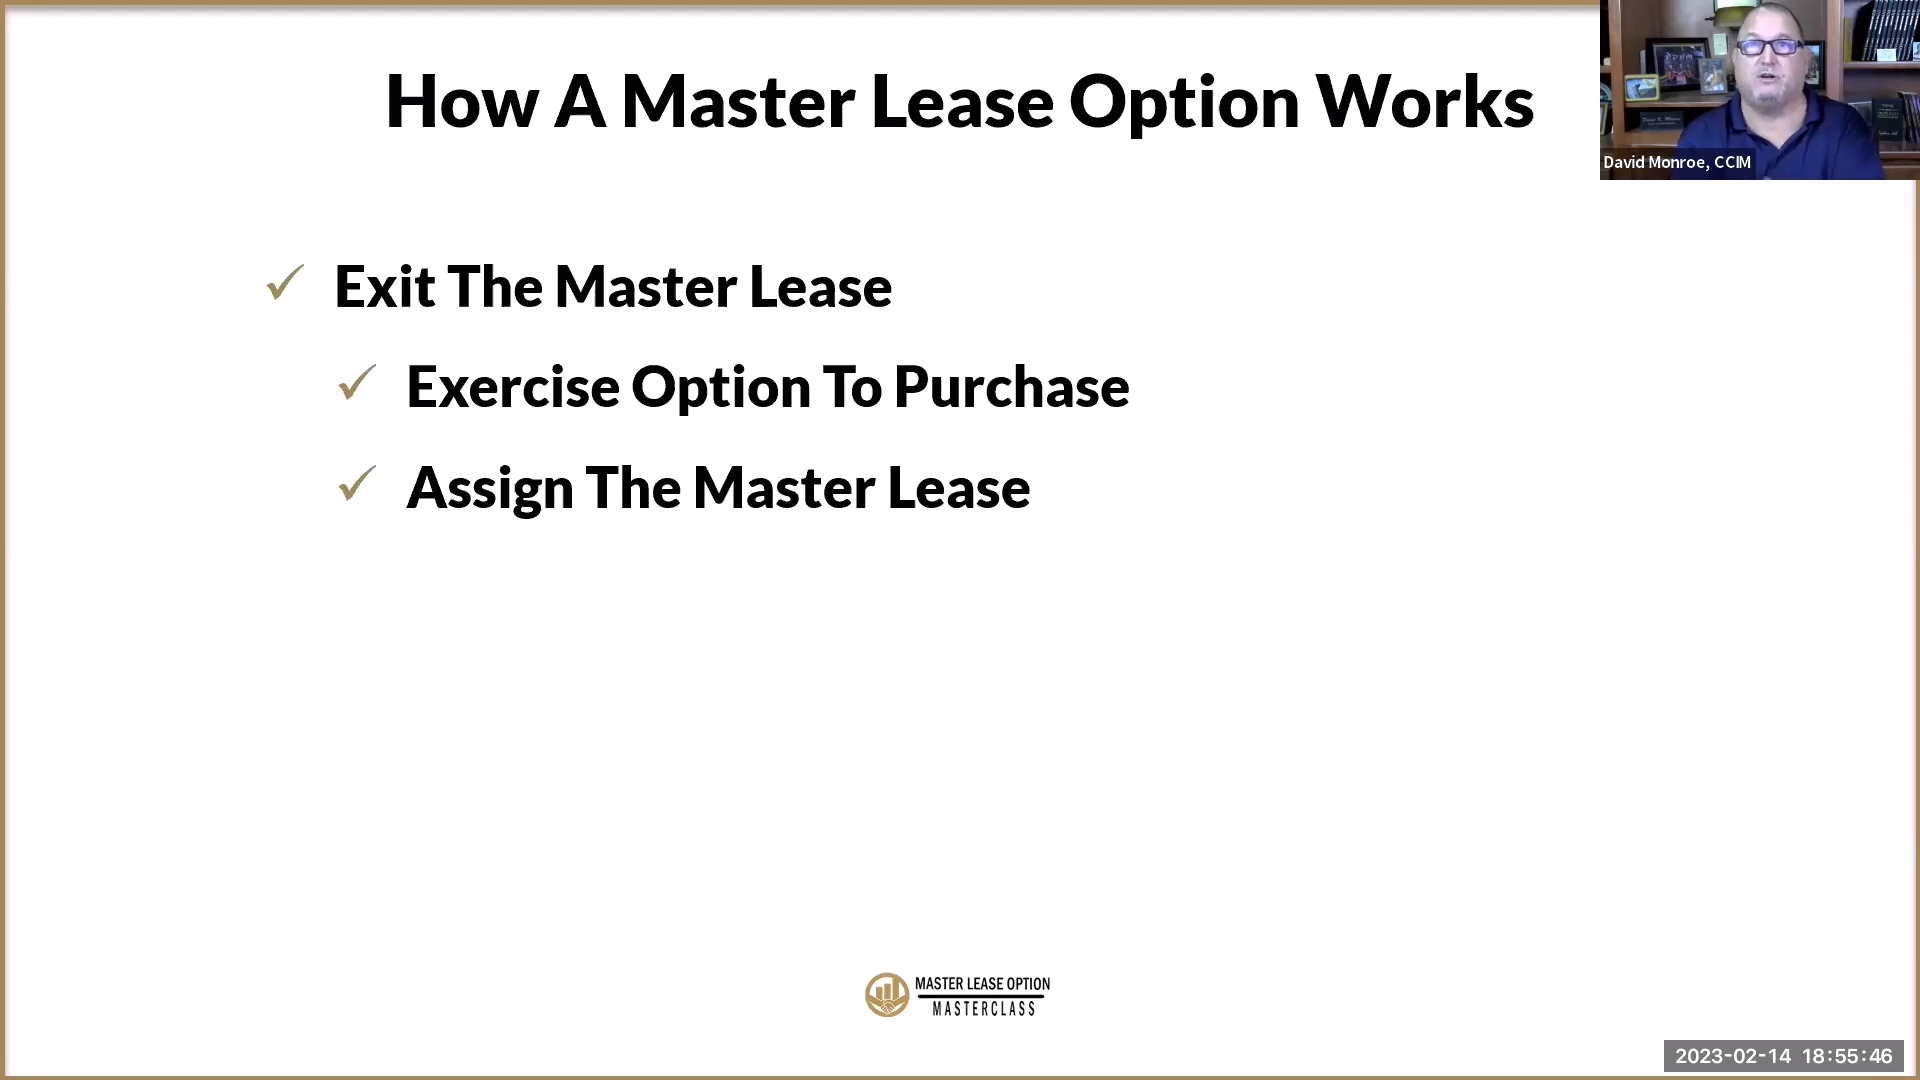 How A Master Lease Option Works
David Monroe, CCIM
Exit The Master Lease
Exercise Option To Purchase
Assign The Master Lease
MASTER LEASE OPTION
MASTERCLASS
2023-02-14 18:55:46